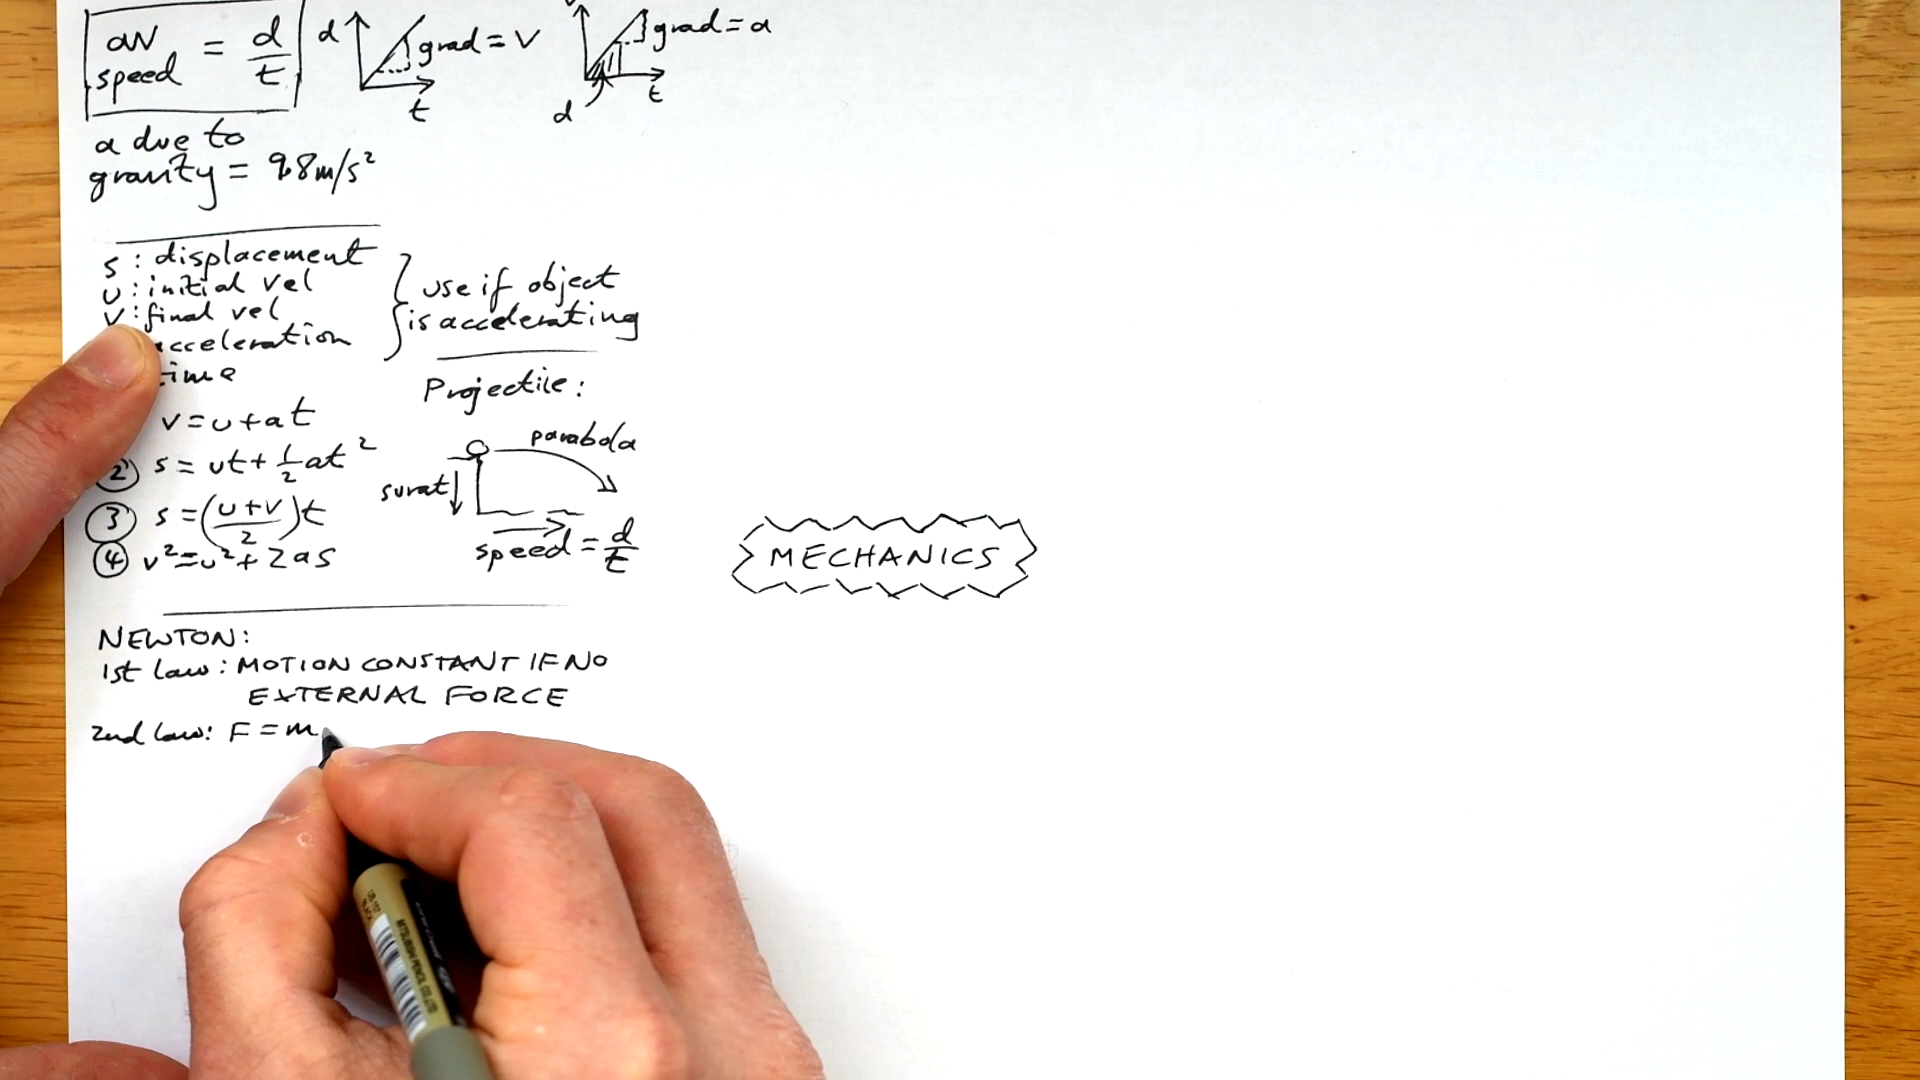 av speed = d/t
d
grad = v
t
grad = a
t
d
a due to
gravity = 9.8m/s²
s : displacement
u : initial vel
v : final vel
acceleration
time
} use if object
is accelerating
v = u + at
② s = ut + ½at²
③ s = (u+v/2)t
④ v² = u² + 2as
Projectile :
parabola
suvat ↓
speed = d/t
MECHANICS
NEWTON:
1st Law : MOTION CONSTANT IF NO
EXTERNAL FORCE
2nd Law : F = m